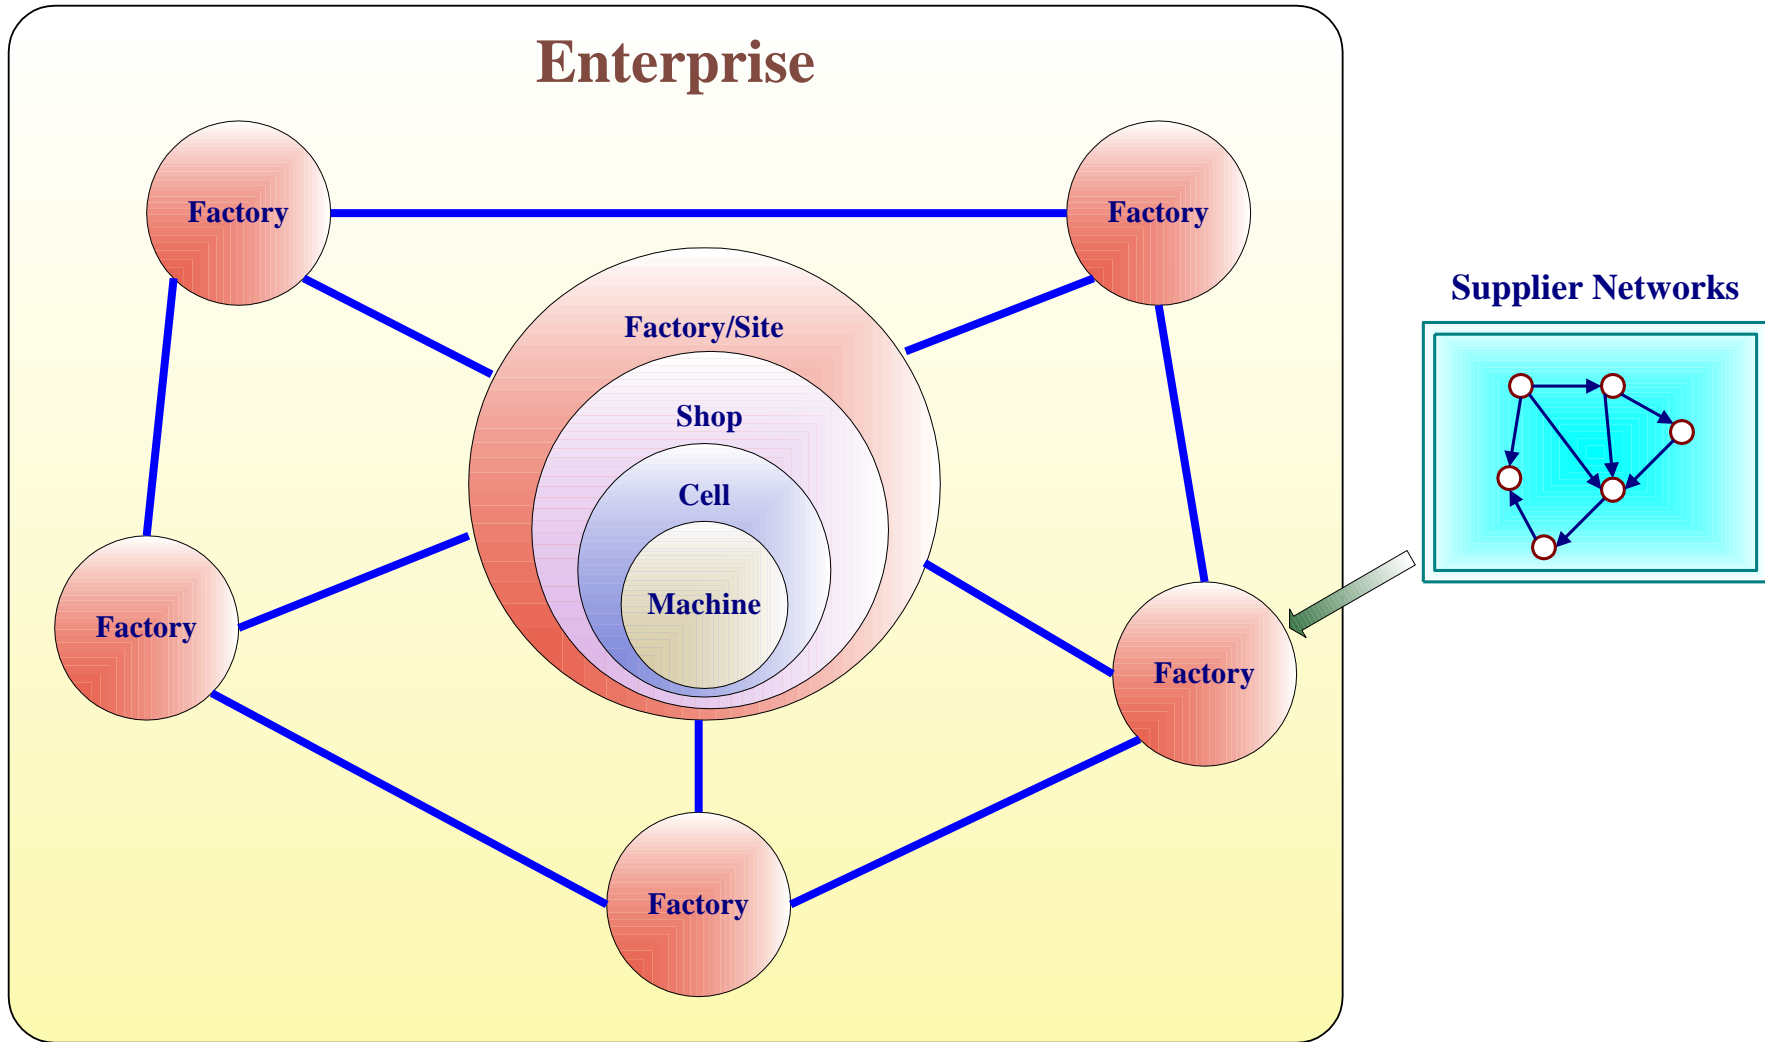 Enterprise
Factory
Factory
Supplier Networks
Factory/Site
Shop
Cell
Machine
Factory
Factory
Factory